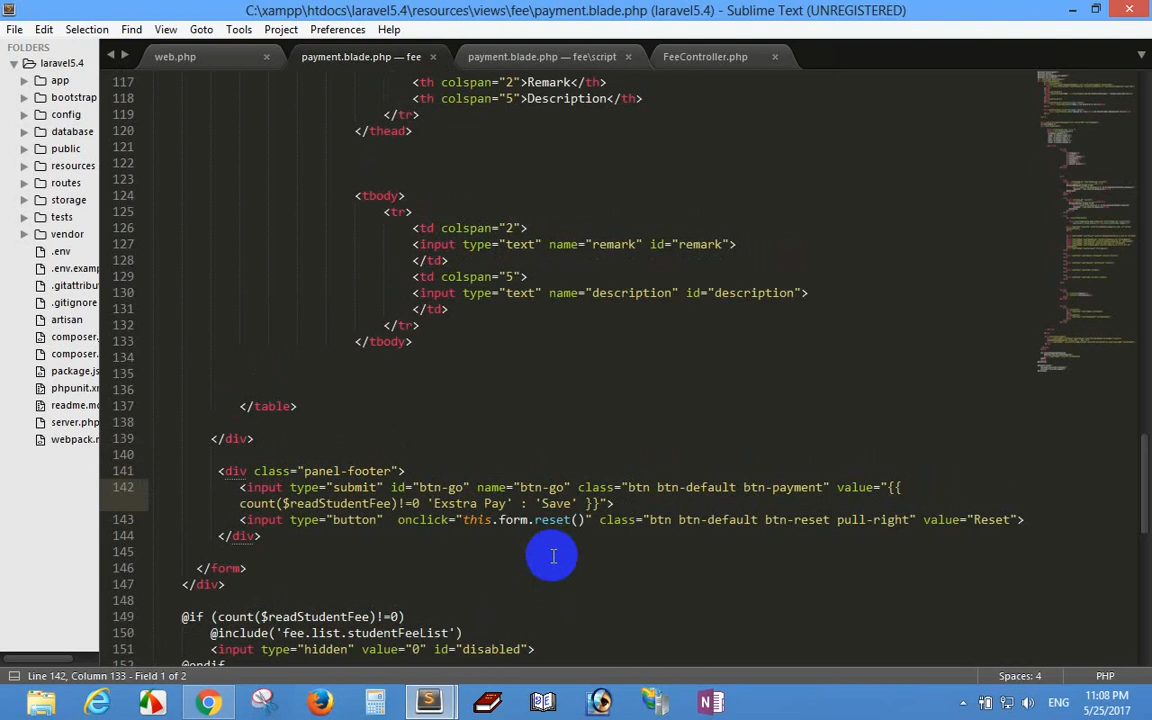 C:\xampp\htdocs\laravel5.4\resources\views\fee\payment.blade.php (laravel5.4) - Sublime Text (UNREGISTERED)
File Edit Selection Find View Goto Tools Project Preferences Help
FOLDERS
laravel5.4
app
bootstrap
config
database
public
resources
routes
storage
tests
vendor
.env
.env.examp
.gitattribut
.gitignore
artisan
composer.
composer.
package.js
phpunit.xm
readme.md
server.php
webpack.m
web.php × payment.blade.php — fee × payment.blade.php — fee\script × FeeController.php ×
117 <th colspan="2">Remark</th>
118 <th colspan="5">Description</th>
119 </tr>
120 </thead>
121
122
123
124 <tbody>
125 <tr>
126 <td colspan="2">
127 <input type="text" name="remark" id="remark">
128 </td>
129 <td colspan="5">
130 <input type="text" name="description" id="description">
131 </td>
132 </tr>
133 </tbody>
134
135
136
137 </table>
138
139 </div>
140
141 <div class="panel-footer">
142 <input type="submit" id="btn-go" name="btn-go" class="btn btn-default btn-payment" value="{{
count($readStudentFee)!=0 'Exstra Pay' : 'Save' }}">
143 <input type="button" onclick="this.form.reset()" class="btn btn-default btn-reset pull-right" value="Reset">
144 </div>
145
146 </form>
147 </div>
148
149 @if (count($readStudentFee)!=0)
150 @include('fee.list.studentFeeList')
151 <input type="hidden" value="0" id="disabled">
152 @endif
Line 142, Column 133 - Field 1 of 2
Spaces: 4
PHP
ENG
11:08 PM
5/25/2017